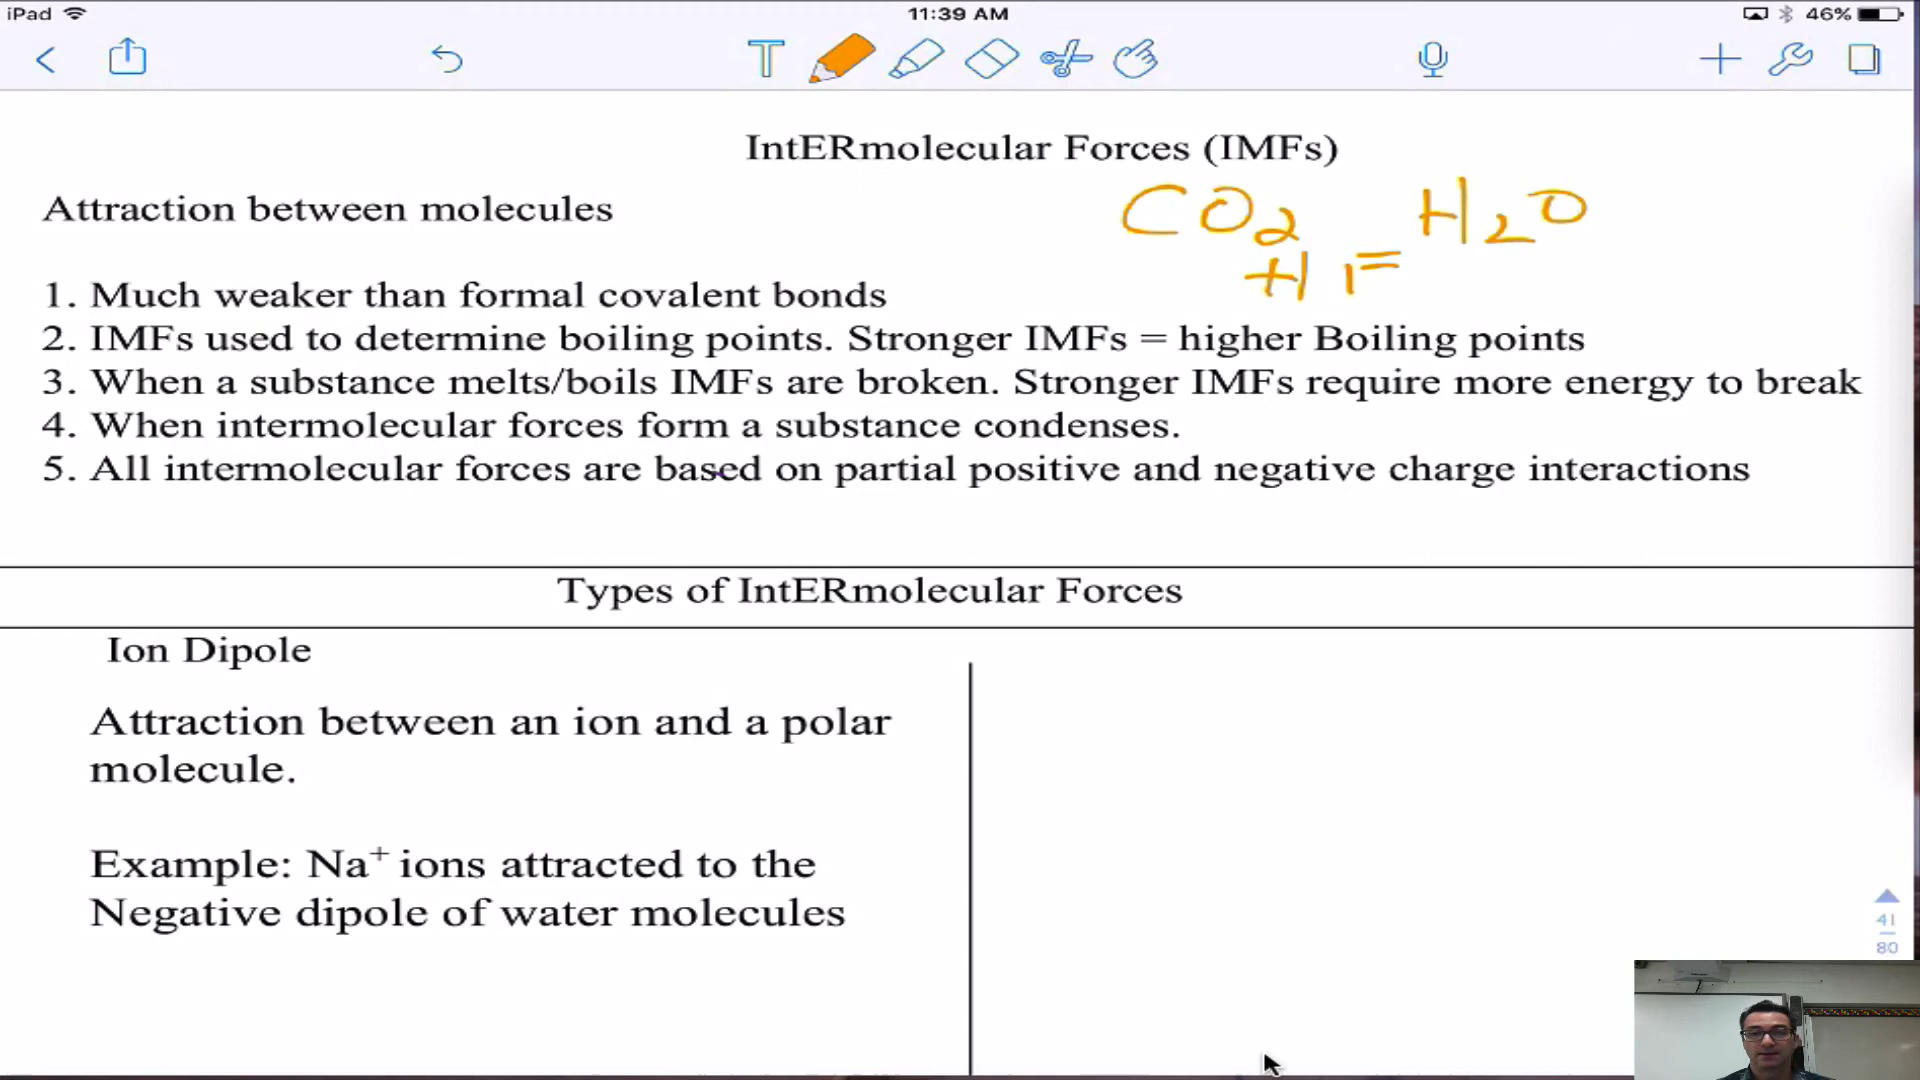 iPad 11:39 AM 46%
T
IntERmolecular Forces (IMFs)
CO2 H2O
Attraction between molecules
1. Much weaker than formal covalent bonds
2. IMFs used to determine boiling points. Stronger IMFs = higher Boiling points
3. When a substance melts/boils IMFs are broken. Stronger IMFs require more energy to break
4. When intermolecular forces form a substance condenses.
5. All intermolecular forces are based on partial positive and negative charge interactions
Types of IntERmolecular Forces
Ion Dipole
Attraction between an ion and a polar
molecule.
Example: Na⁺ ions attracted to the
Negative dipole of water molecules
41
80